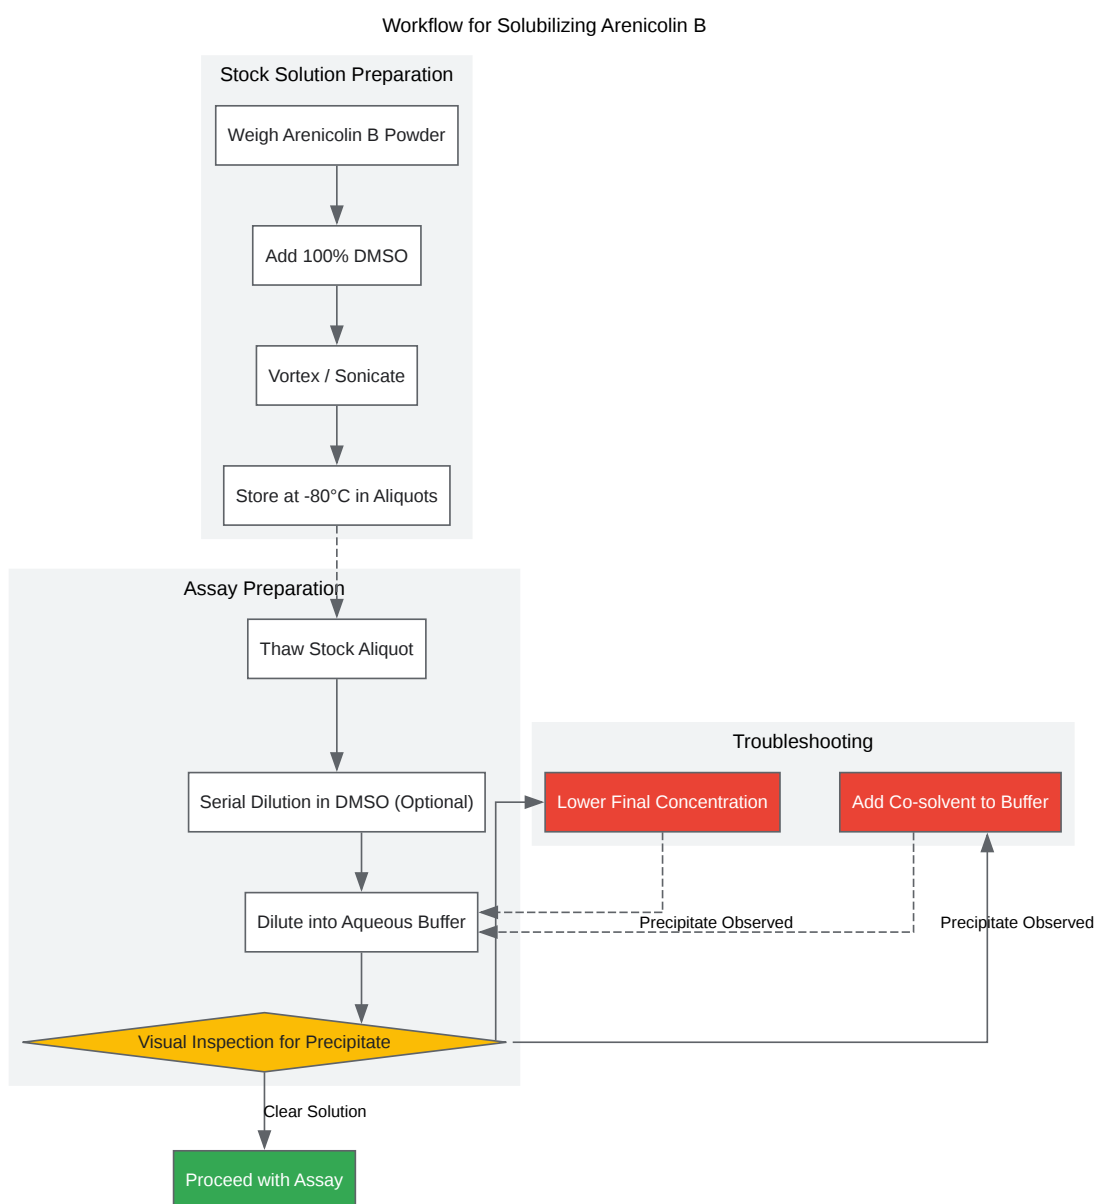 Workflow for Solubilizing Arenicolin B
Stock Solution Preparation
Weigh Arenicolin B Powder
Add 100% DMSO
Vortex / Sonicate
Store at -80°C in Aliquots
Assay Preparation
Thaw Stock Aliquot
Serial Dilution in DMSO (Optional)
Dilute into Aqueous Buffer
Visual Inspection for Precipitate
Troubleshooting
Lower Final Concentration
Add Co-solvent to Buffer
Precipitate Observed
Precipitate Observed
Clear Solution
Proceed with Assay